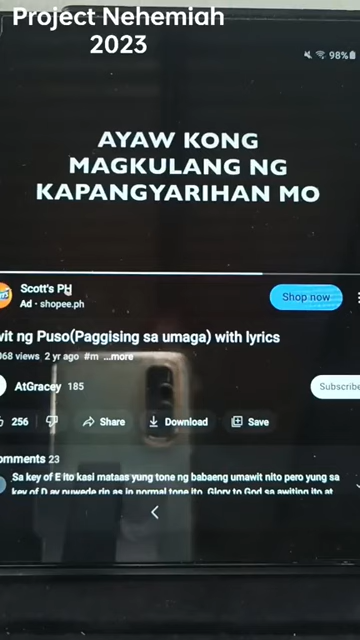 Project Nehemiah
2023
98%
AYAW KONG
MAGKULANG NG
KAPANGYARIHAN MO
Scott's PH
Ad · shopee.ph
Shop now
wit ng Puso(Paggising sa umaga) with lyrics
068 views 2 yr ago #m ...more
AtGracey 185
Subscribe
256
Share
Download
Save
omments 23
Sa key of E ito kasi mataas yung tone ng babaeng umawit nito pero yung sa
key of D ay puwede rin as in normal tone ito. Glory to God sa awiting ito at